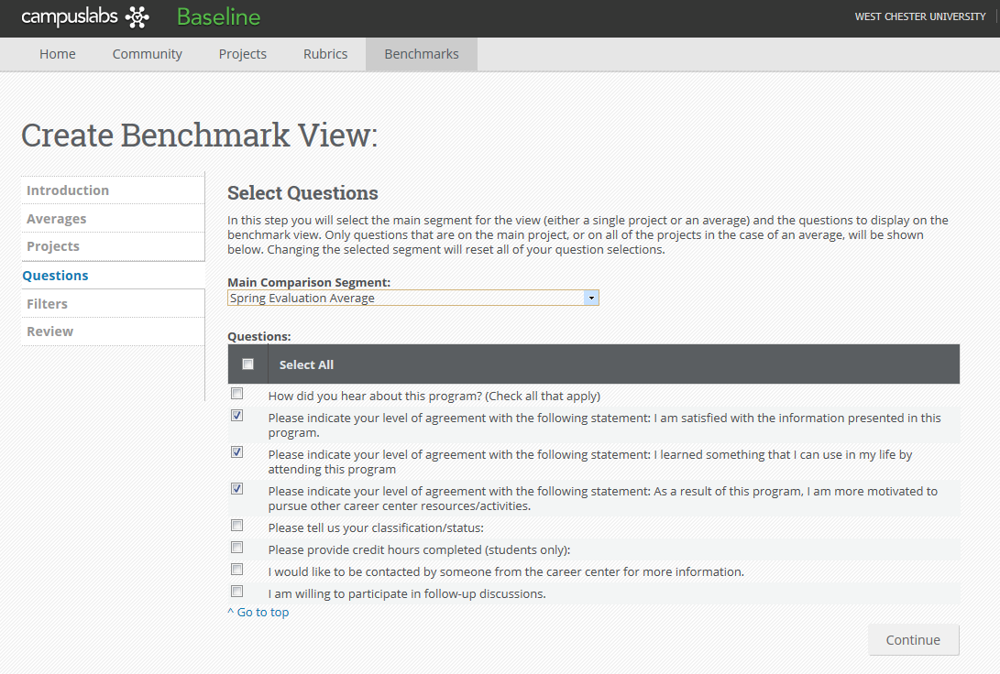 campuslabs Baseline WEST CHESTER UNIVERSITY
Home Community Projects Rubrics Benchmarks
Create Benchmark View:
Introduction
Averages
Projects
Questions
Filters
Review
Select Questions
In this step you will select the main segment for the view (either a single project or an average) and the questions to display on the
benchmark view. Only questions that are on the main project, or on all of the projects in the case of an average, will be shown
below. Changing the selected segment will reset all of your question selections.
Main Comparison Segment:
Spring Evaluation Average
Questions:
Select All
How did you hear about this program? (Check all that apply)
Please indicate your level of agreement with the following statement: I am satisfied with the information presented in this
program.
Please indicate your level of agreement with the following statement: I learned something that I can use in my life by
attending this program
Please indicate your level of agreement with the following statement: As a result of this program, I am more motivated to
pursue other career center resources/activities.
Please tell us your classification/status:
Please provide credit hours completed (students only):
I would like to be contacted by someone from the career center for more information.
I am willing to participate in follow-up discussions.
^ Go to top
Continue